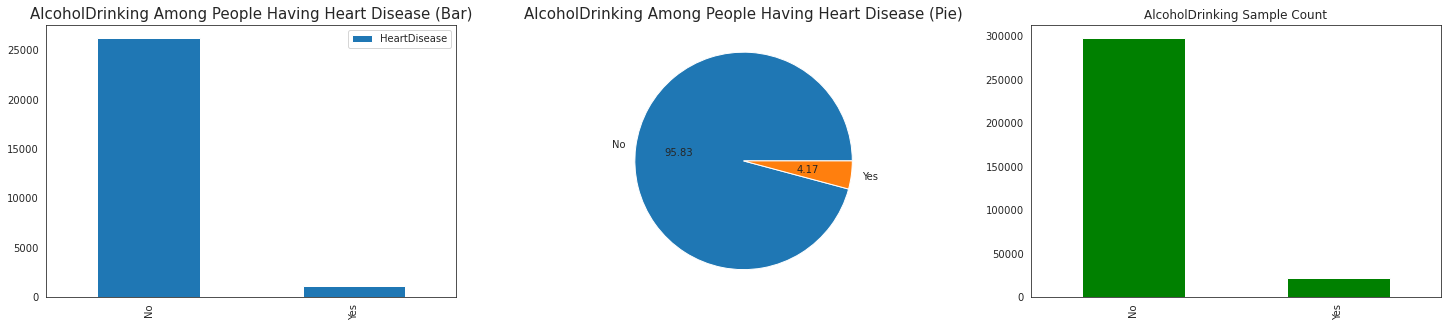 AlcoholDrinking Among People Having Heart Disease (Bar)
25000
20000
15000
10000
5000
0
HeartDisease
No
Yes
AlcoholDrinking Among People Having Heart Disease (Pie)
No
95.83
4.17
Yes
AlcoholDrinking Sample Count
300000
250000
200000
150000
100000
50000
0
No
Yes